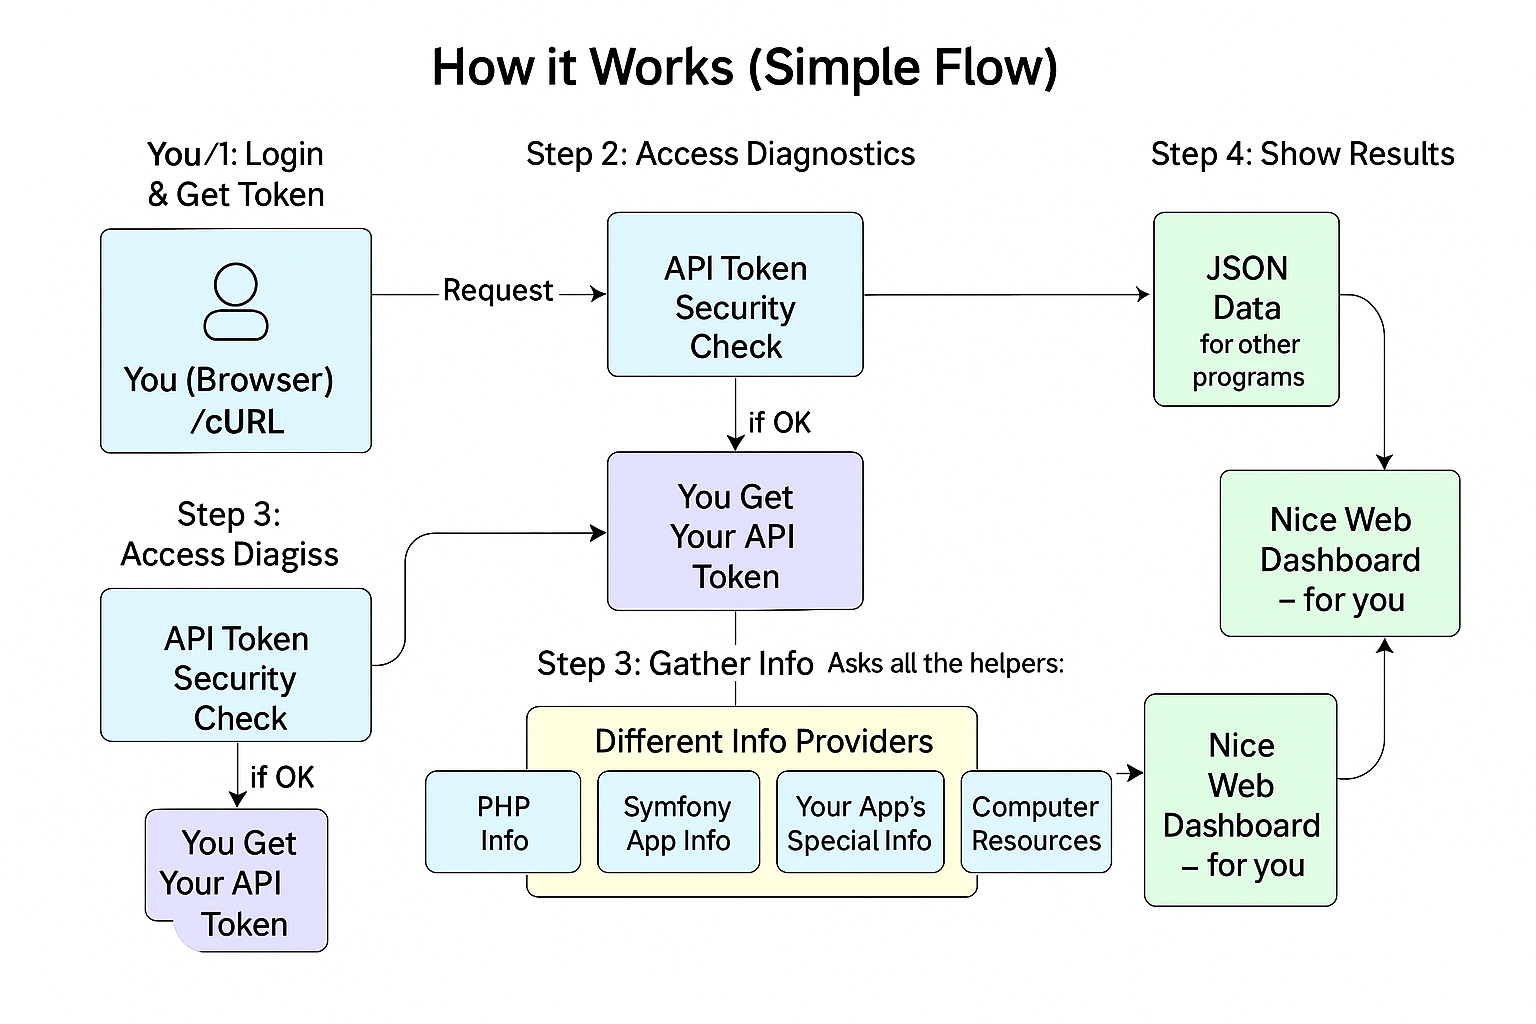 How it Works (Simple Flow)
You/1: Login
& Get Token
You (Browser)
/cURL
Request
Step 2: Access Diagnostics
API Token
Security
Check
if OK
You Get
Your API
Token
Step 3:
Access Diagiss
API Token
Security
Check
if OK
You Get
Your API
Token
Step 3: Gather Info Asks all the helpers:
Different Info Providers
PHP
Info
Symfony
App Info
Your App's
Special Info
Computer
Resources
Step 4: Show Results
JSON
Data
for other
programs
Nice Web
Dashboard
– for you
Nice
Web
Dashboard
– for you